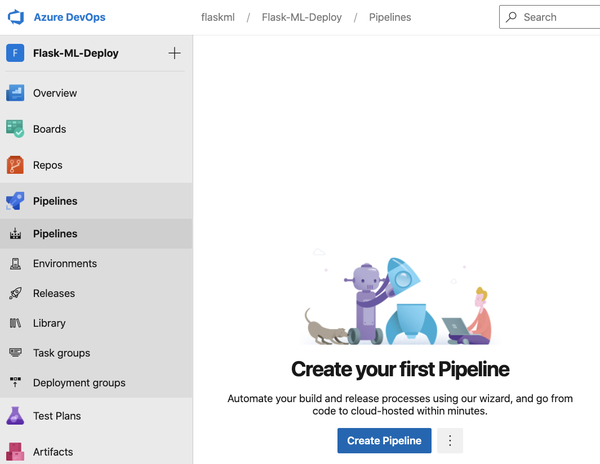 Azure DevOps
flaskml / Flask-ML-Deploy / Pipelines
Search
F Flask-ML-Deploy +
Overview
Boards
Repos
Pipelines
Pipelines
Environments
Releases
Library
Task groups
Deployment groups
Test Plans
Artifacts
Create your first Pipeline
Automate your build and release processes using our wizard, and go from
code to cloud-hosted within minutes.
Create Pipeline